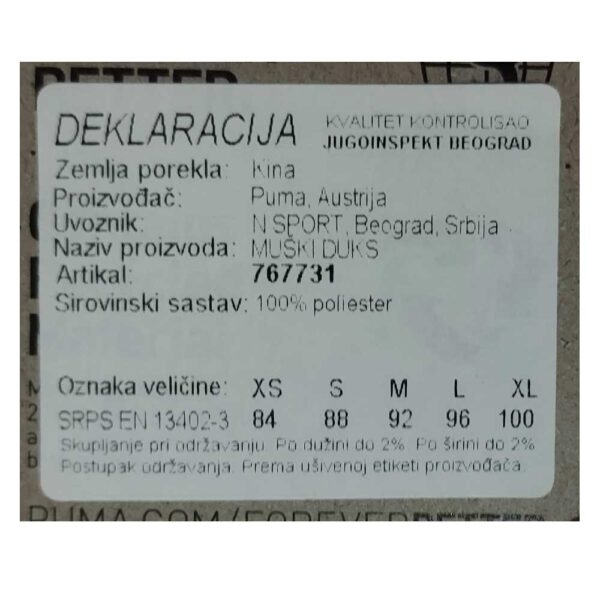 BETTER
DEKLARACIJA
KVALITET KONTROLISAO
JUGOINSPEKT BEOGRAD
Zemlja porekla: Kina
Proizvođač: Puma, Austrija
Uvoznik: N SPORT, Beograd, Srbija
Naziv proizvoda: MUŠKI DUKS
Artikal: 767731
Sirovinski sastav: 100% poliester
Oznaka veličine: XS S M L XL
SRPS EN 13402-3 84 88 92 96 100
Skupljanje pri održavanju. Po dužini do 2% Po širini do 2%
Postupak održavanja. Prema ušivenoj etiketi proizvođača.
PUMA.COM/FOREVERBETTER